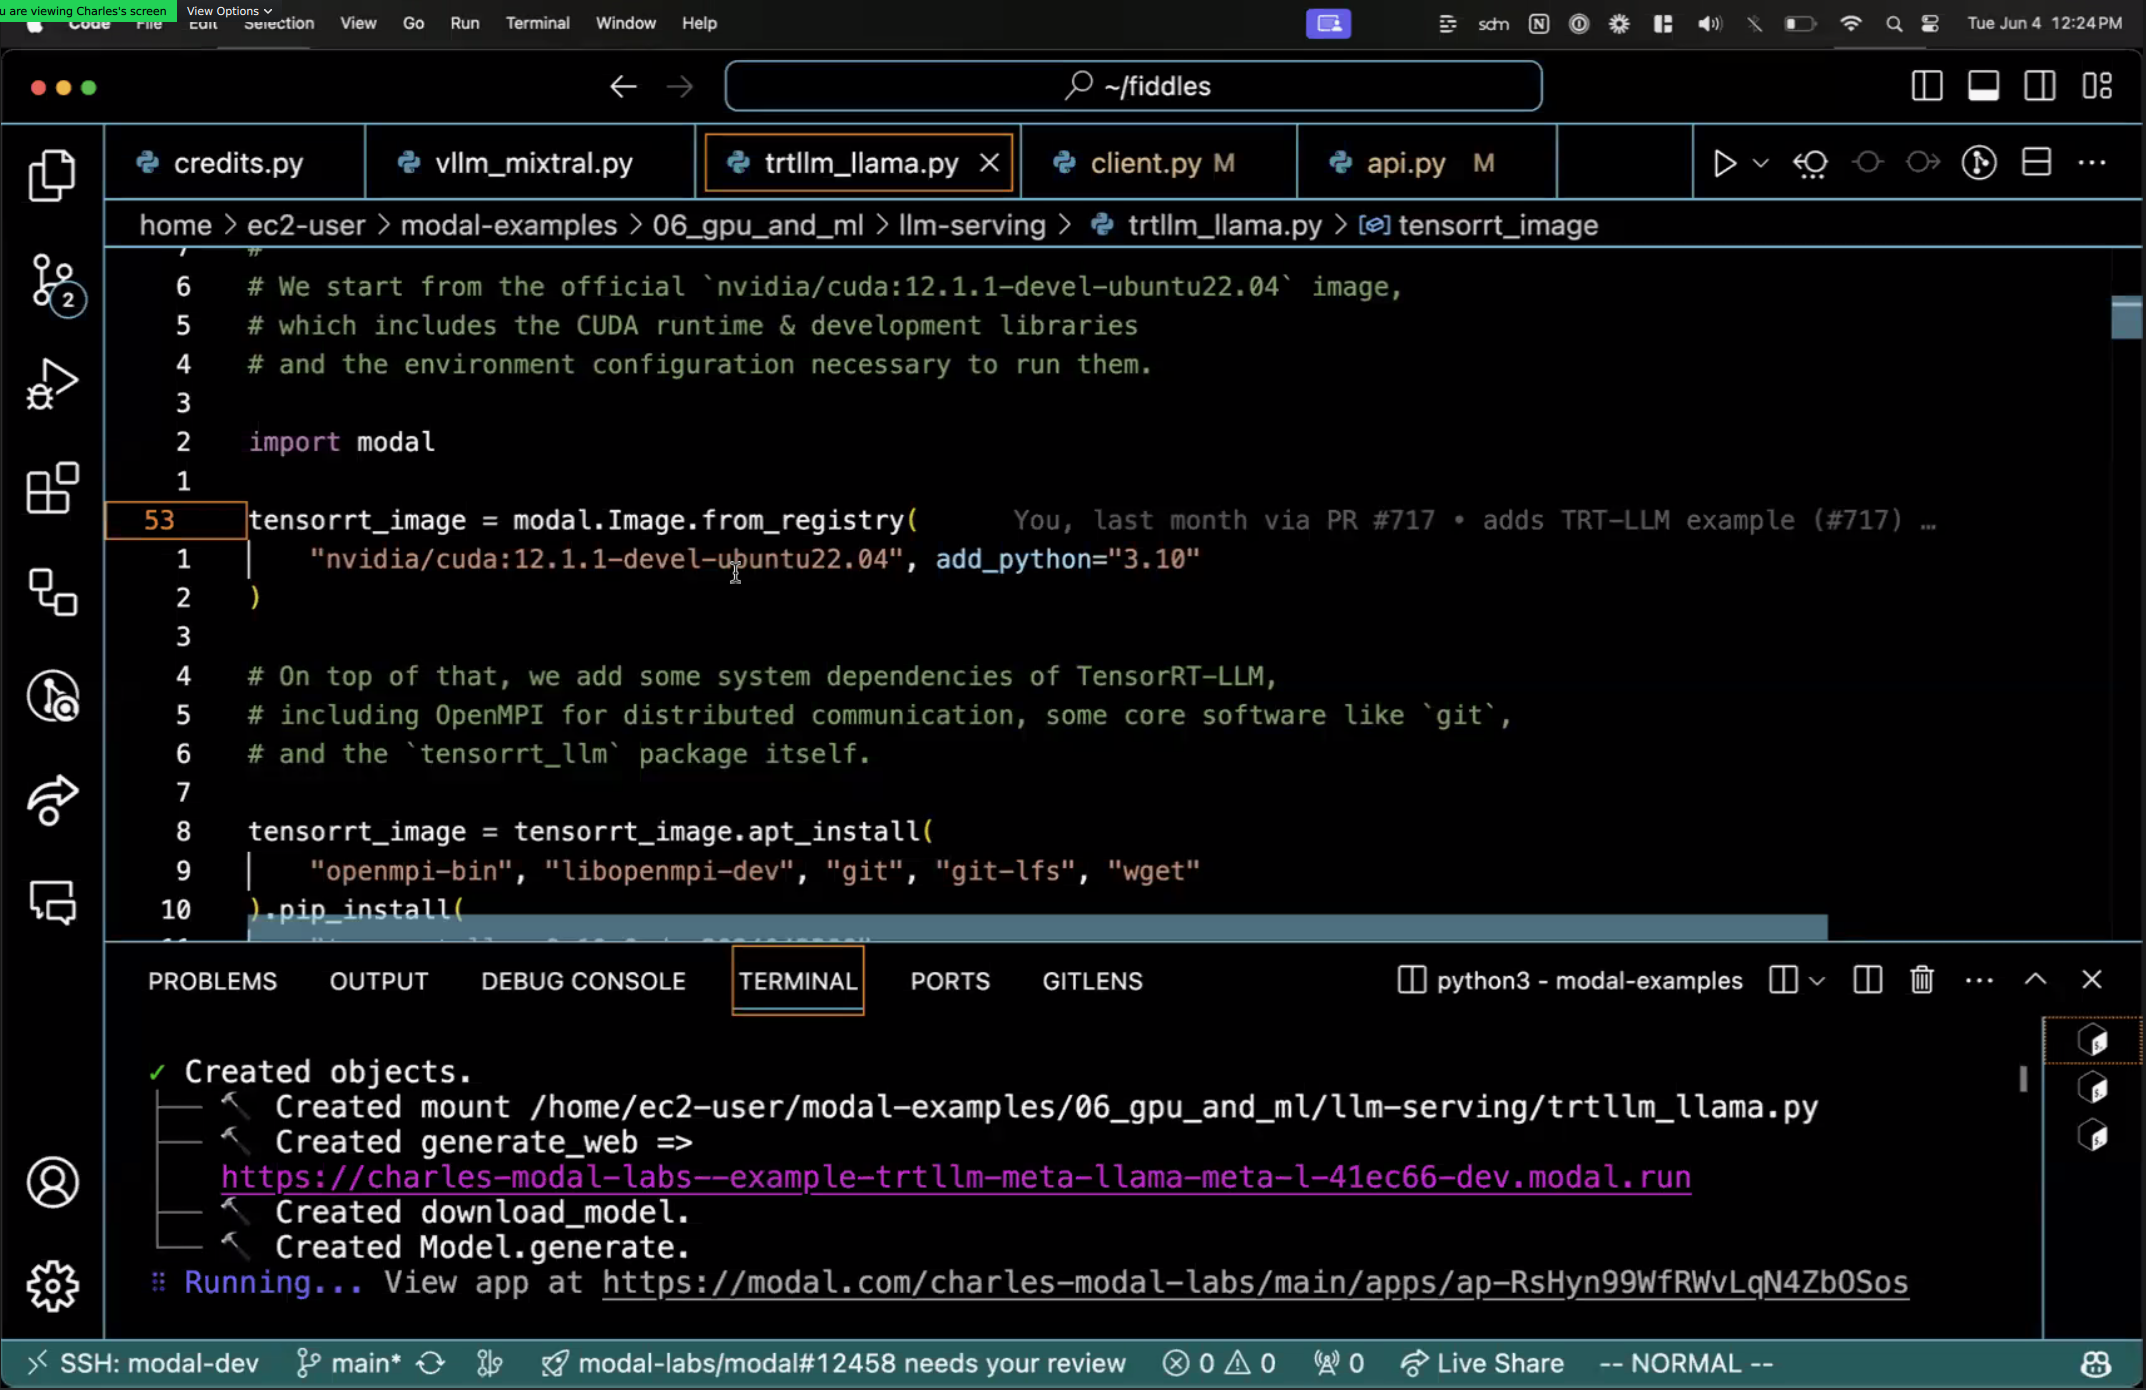 u are viewing Charles's screen View Options
Code File Edit Selection View Go Run Terminal Window Help sdm Tue Jun 4 12:24 PM
~/fiddles
credits.py vllm_mixtral.py trtllm_llama.py client.py M api.py M
home > ec2-user > modal-examples > 06_gpu_and_ml > llm-serving > trtllm_llama.py > tensorrt_image
7 #
6 # We start from the official `nvidia/cuda:12.1.1-devel-ubuntu22.04` image,
5 # which includes the CUDA runtime & development libraries
4 # and the environment configuration necessary to run them.
3
2 import modal
1
53 tensorrt_image = modal.Image.from_registry( You, last month via PR #717 • adds TRT-LLM example (#717) …
1 "nvidia/cuda:12.1.1-devel-ubuntu22.04", add_python="3.10"
2 )
3
4 # On top of that, we add some system dependencies of TensorRT-LLM,
5 # including OpenMPI for distributed communication, some core software like `git`,
6 # and the `tensorrt_llm` package itself.
7
8 tensorrt_image = tensorrt_image.apt_install(
9 "openmpi-bin", "libopenmpi-dev", "git", "git-lfs", "wget"
10 ).pip_install(
PROBLEMS OUTPUT DEBUG CONSOLE TERMINAL PORTS GITLENS python3 - modal-examples
✓ Created objects.
Created mount /home/ec2-user/modal-examples/06_gpu_and_ml/llm-serving/trtllm_llama.py
Created generate_web =>
https://charles-modal-labs--example-trtllm-meta-llama-meta-l-41ec66-dev.modal.run
Created download_model.
Created Model.generate.
Running... View app at https://modal.com/charles-modal-labs/main/apps/ap-RsHyn99WfRWvLqN4ZbOSos
SSH: modal-dev main* modal-labs/modal#12458 needs your review 0 0 0 Live Share -- NORMAL --
2